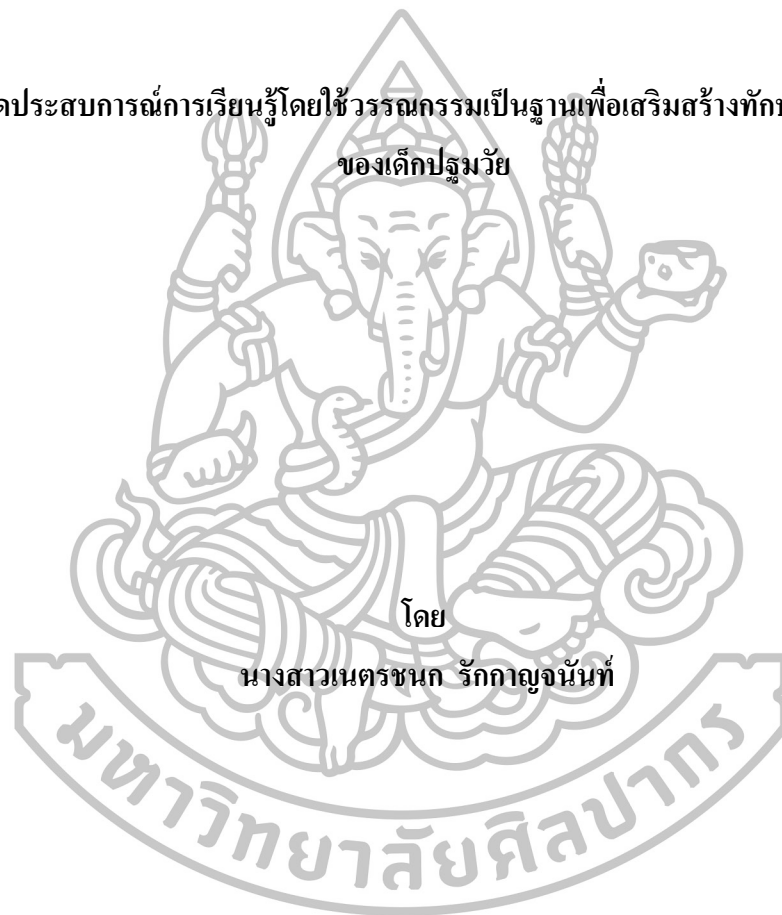 ประสบการณ์การเรียนรู้โดยใช้วรรณกรรมเป็นฐานเพื่อเสริมสร้าง
ของเด็กปฐมวัย
โดย
นางสาวเนตรชนก รักกาญจนันท์
มหาวิทยาลัยศิลปากร